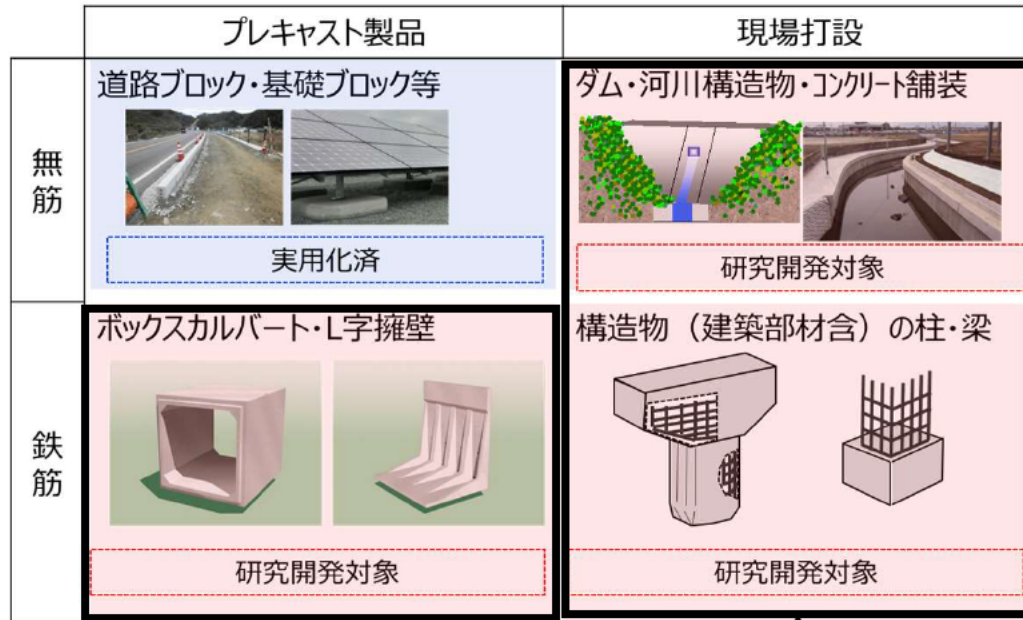 プレキャスト製品
現場打設
無筋
道路ブロック・基礎ブロック等
実用化済
ダム・河川構造物・コンクリート舗装
研究開発対象
鉄筋
ボックスカルバート・L字擁壁
研究開発対象
構造物（建築部材含）の柱・梁
研究開発対象